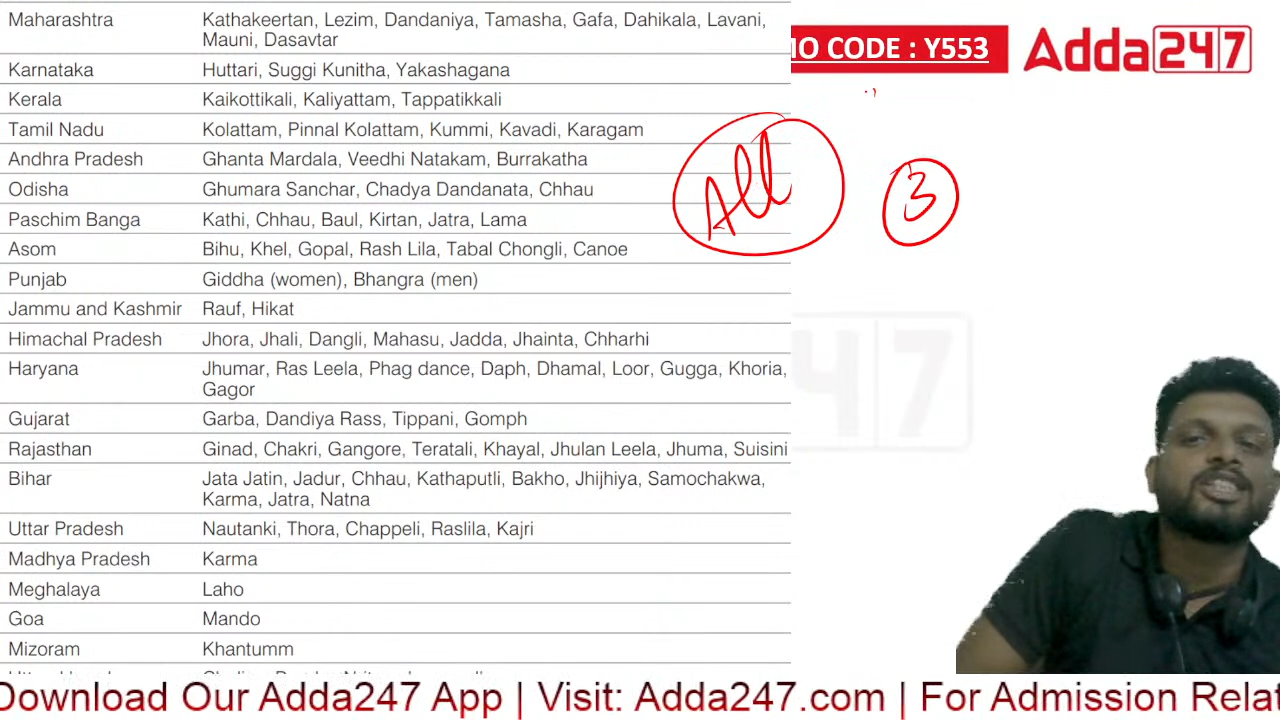 Maharashtra Kathakeertan, Lezim, Dandaniya, Tamasha, Gafa, Dahikala, Lavani,
Mauni, Dasavtar
Karnataka Huttari, Suggi Kunitha, Yakashagana
Kerala Kaikottikali, Kaliyattam, Tappatikkali
Tamil Nadu Kolattam, Pinnal Kolattam, Kummi, Kavadi, Karagam
Andhra Pradesh Ghanta Mardala, Veedhi Natakam, Burrakatha
Odisha Ghumara Sanchar, Chadya Dandanata, Chhau
Paschim Banga Kathi, Chhau, Baul, Kirtan, Jatra, Lama
Asom Bihu, Khel, Gopal, Rash Lila, Tabal Chongli, Canoe
Punjab Giddha (women), Bhangra (men)
Jammu and Kashmir Rauf, Hikat
Himachal Pradesh Jhora, Jhali, Dangli, Mahasu, Jadda, Jhainta, Chharhi
Haryana Jhumar, Ras Leela, Phag dance, Daph, Dhamal, Loor, Gugga, Khoria,
Gagor
Gujarat Garba, Dandiya Rass, Tippani, Gomph
Rajasthan Ginad, Chakri, Gangore, Teratali, Khayal, Jhulan Leela, Jhuma, Suisini
Bihar Jata Jatin, Jadur, Chhau, Kathaputli, Bakho, Jhijhiya, Samochakwa,
Karma, Jatra, Natna
Uttar Pradesh Nautanki, Thora, Chappeli, Raslila, Kajri
Madhya Pradesh Karma
Meghalaya Laho
Goa Mando
Mizoram Khantumm
MO CODE : Y553
Adda247
All
3
247
Download Our Adda247 App | Visit: Adda247.com | For Admission Relat